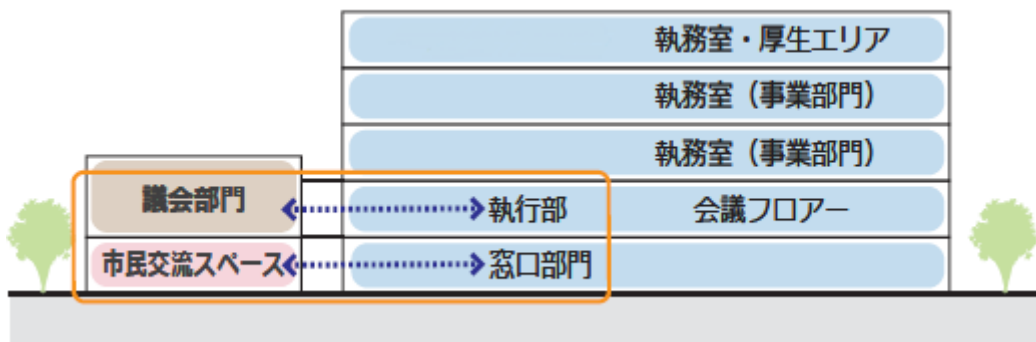 執務室・厚生エリア
執務室（事業部門）
執務室（事業部門）
議会部門
執行部
会議フロアー
市民交流スペース
窓口部門